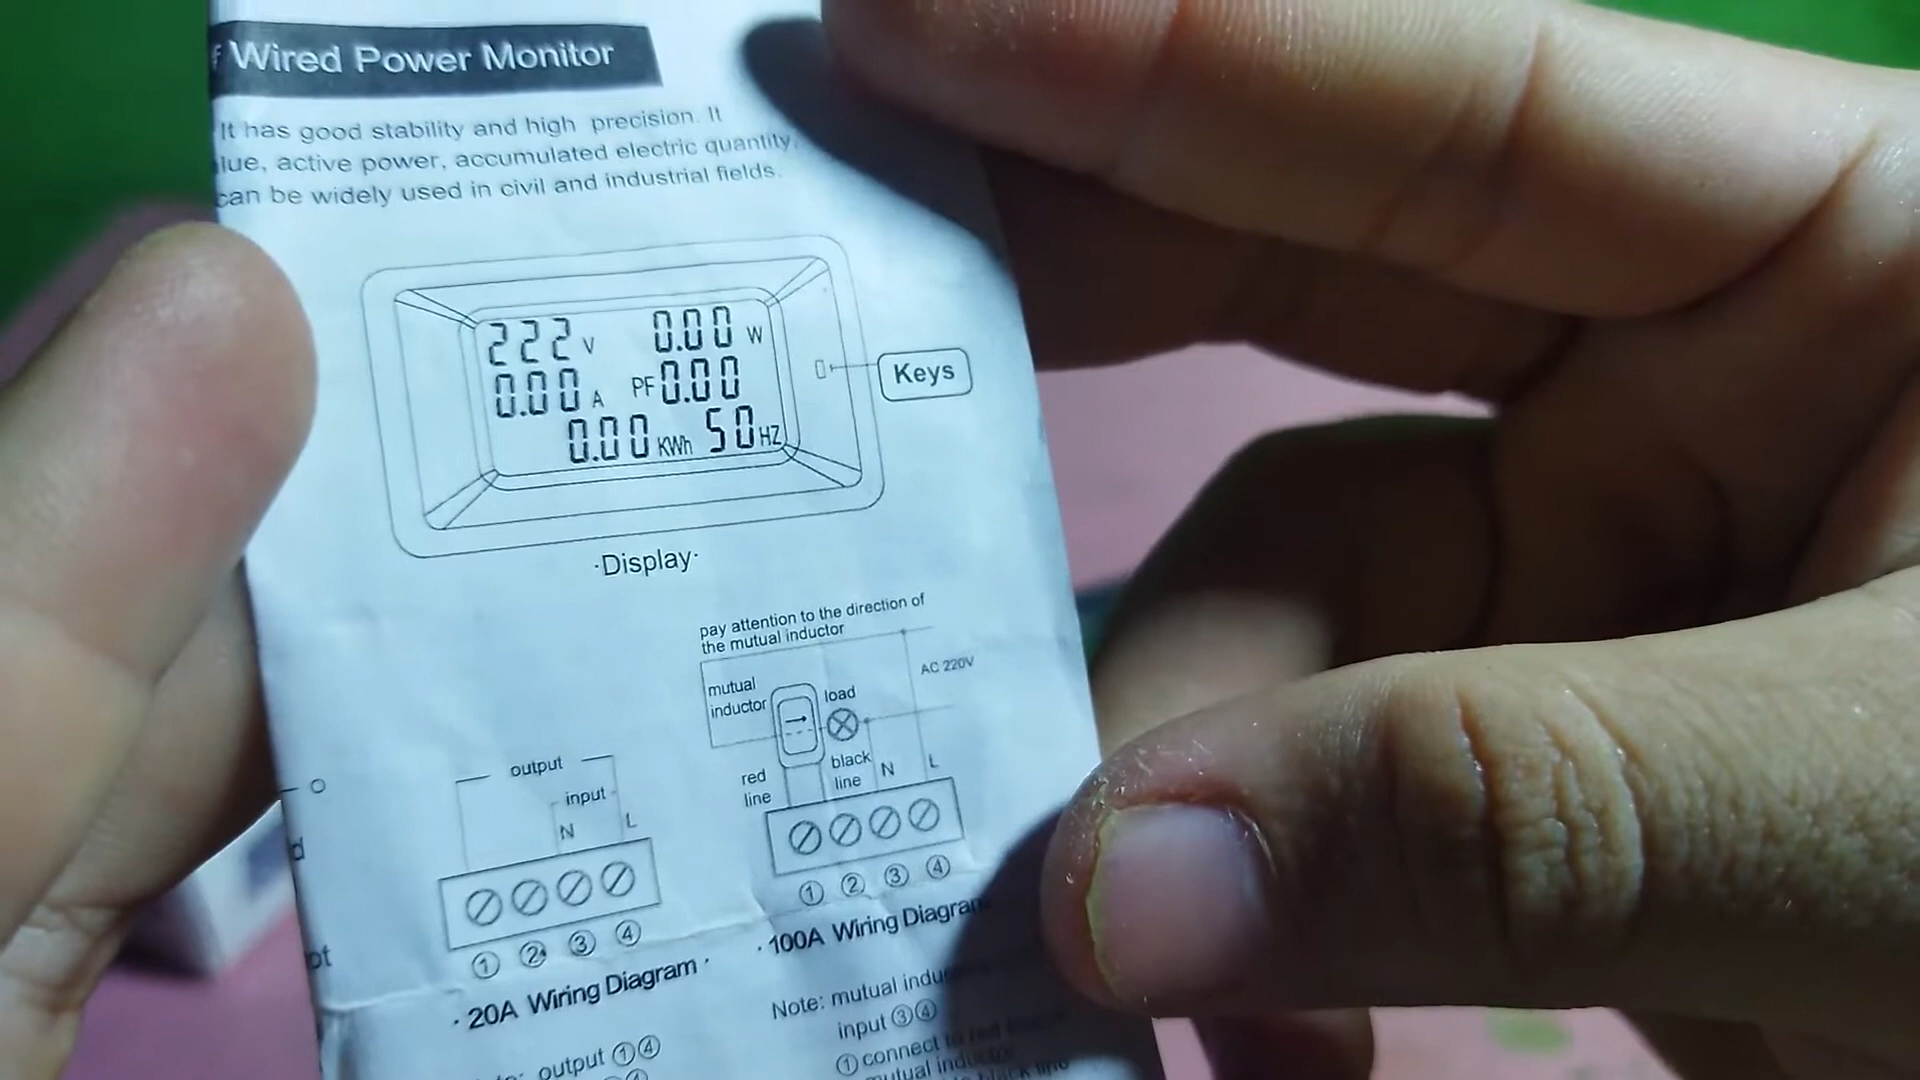 Wired Power Monitor
It has good stability and high precision. It
lue, active power, accumulated electric quantity,
can be widely used in civil and industrial fields.
222 V 0.00 W
0.00 A PF 0.00
0.00 KWh 50 HZ
Keys
·Display·
pay attention to the direction of
the mutual inductor
AC 220V
mutual
inductor
load
red
line
black
line
N
L
① ② ③ ④
· 100A Wiring Diagram
output
input
N
L
① ② ③ ④
· 20A Wiring Diagram ·
Note: mutual
input ③④
① connect
output ①④